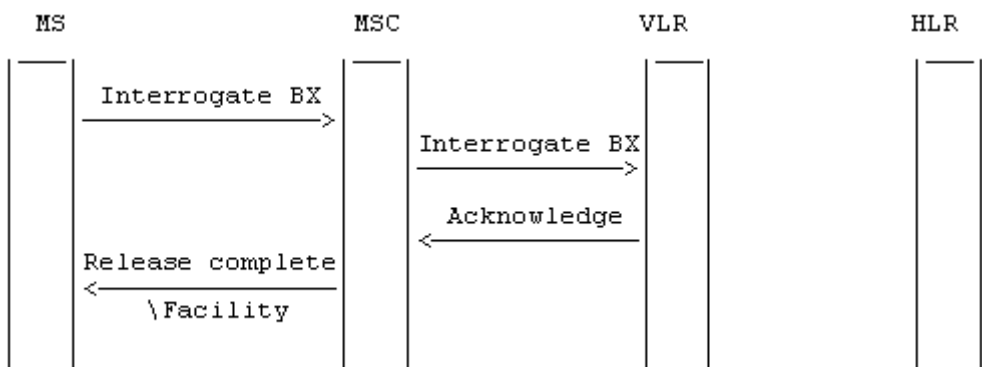 MS MSC VLR HLR
Interrogate BX
Interrogate BX
Acknowledge
Release complete
\Facility